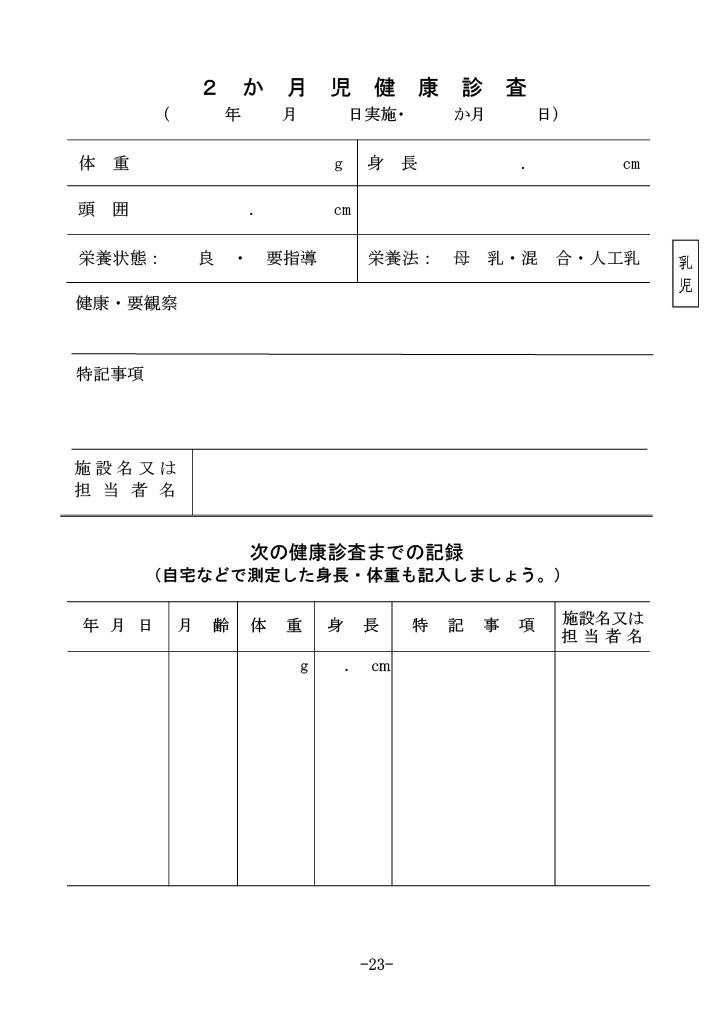 ２ か 月 児 健 康 診 査
（　　　年　　月　　　日実施・　　　か月　　　日）
体　重　　　　　　　　　　　　g　身　長　　　　　　．　　　　　cm
頭　囲　　　　　　　．　　　　cm
栄養状態：　　良　・　要指導　　栄養法：　母　乳・混　合・人工乳
乳児
健康・要観察
特記事項
施設名又は
担当者名
次の健康診査までの記録
（自宅などで測定した身長・体重も記入しましょう。）
年 月 日　月　齢　体　重　身　長　特　記　事　項　施設名又は
担当者名
g　　．　cm
-23-